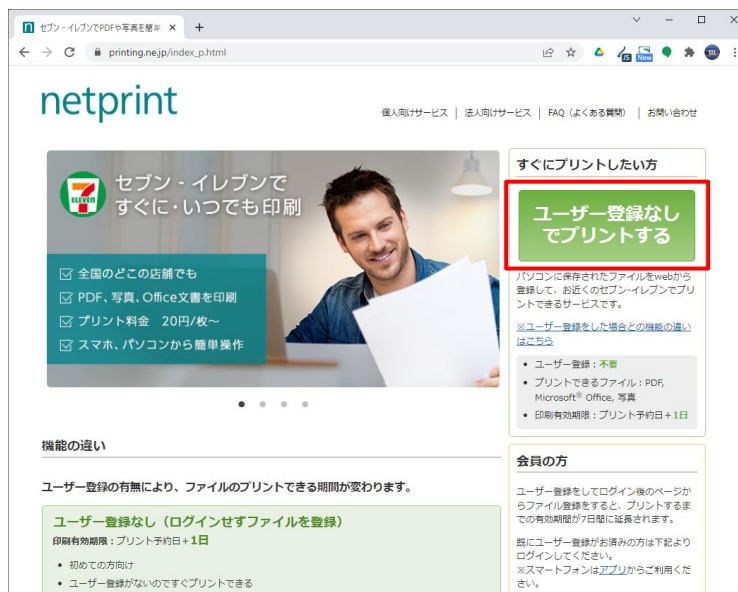 セブン‐イレブンでPDFや写真を簡単
printing.ne.jp/index_p.html
JS
New
m
netprint
個人向けサービス | 法人向けサービス | FAQ（よくある質問） | お問い合わせ
7
ELEVEN
セブン‐イレブンで
すぐに・いつでも印刷
全国のどこの店舗でも
PDF、写真、Office文書を印刷
プリント料金 20円/枚～
スマホ、パソコンから簡単操作
すぐにプリントしたい方
ユーザー登録なし
でプリントする
パソコンに保存されたファイルをwebから
登録して、お近くのセブン‐イレブンでプリ
ントできるサービスです。
※ユーザー登録をした場合との機能の違い
はこちら
• ユーザー登録：不要
• プリントできるファイル：PDF,
Microsoft® Office, 写真
• 印刷有効期限：プリント予約日＋1日
機能の違い
ユーザー登録の有無により、ファイルのプリントできる期間が変わります。
ユーザー登録なし（ログインせずファイルを登録）
印刷有効期限：プリント予約日＋1日
• 初めての方向け
• ユーザー登録がないのですぐプリントできる
会員の方
ユーザー登録をしてログイン後のページか
らファイル登録をすると、プリントするま
での有効期間が7日間に延長されます。
既にユーザー登録がお済みの方は下記より
ログインしてください。
※スマートフォンはアプリからご利用くだ
さい。